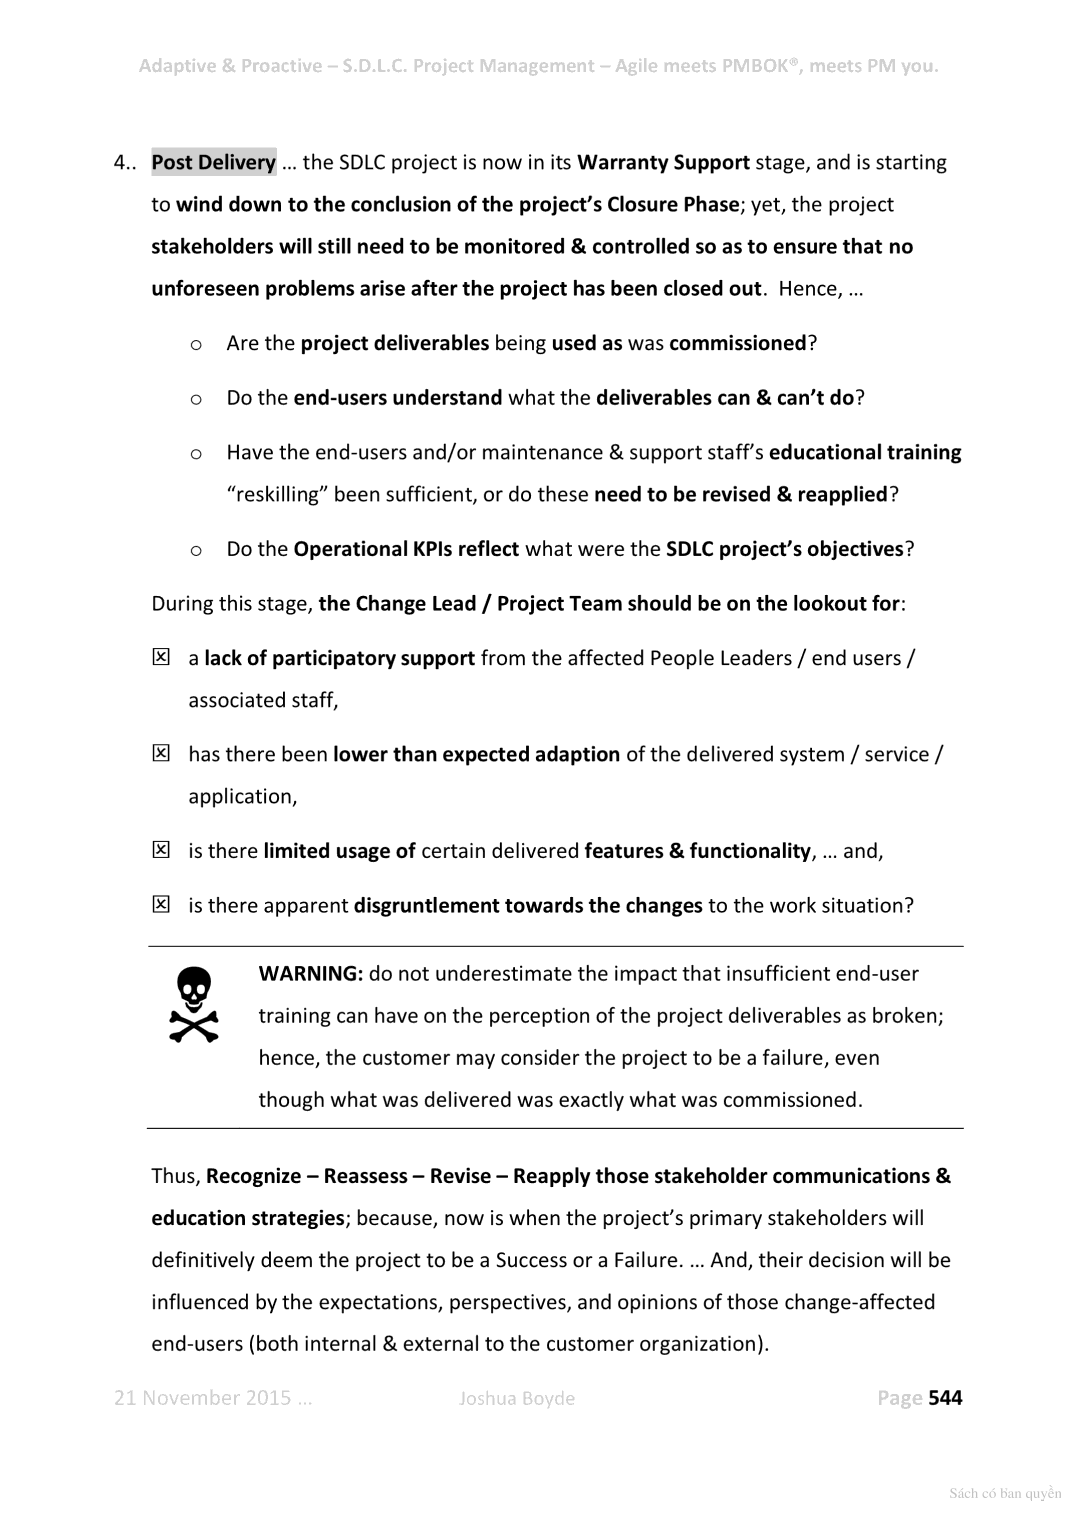 Adaptive & Proactive – S.D.L.C. Project Management – Agile meets PMBOK®, meets PM you.
4.. Post Delivery … the SDLC project is now in its Warranty Support stage, and is starting
to wind down to the conclusion of the project’s Closure Phase; yet, the project
stakeholders will still need to be monitored & controlled so as to ensure that no
unforeseen problems arise after the project has been closed out.  Hence, …
o Are the project deliverables being used as was commissioned?
o Do the end-users understand what the deliverables can & can’t do?
o Have the end-users and/or maintenance & support staff’s educational training
“reskilling” been sufficient, or do these need to be revised & reapplied?
o Do the Operational KPIs reflect what were the SDLC project’s objectives?
During this stage, the Change Lead / Project Team should be on the lookout for:
☒ a lack of participatory support from the affected People Leaders / end users /
associated staff,
☒ has there been lower than expected adaption of the delivered system / service /
application,
☒ is there limited usage of certain delivered features & functionality, … and,
☒ is there apparent disgruntlement towards the changes to the work situation?
WARNING: do not underestimate the impact that insufficient end-user
training can have on the perception of the project deliverables as broken;
hence, the customer may consider the project to be a failure, even
though what was delivered was exactly what was commissioned.
Thus, Recognize – Reassess – Revise – Reapply those stakeholder communications &
education strategies; because, now is when the project’s primary stakeholders will
definitively deem the project to be a Success or a Failure. … And, their decision will be
influenced by the expectations, perspectives, and opinions of those change-affected
end-users (both internal & external to the customer organization).
21 November 2015 … Joshua Boyde Page 544
Sách có bản quyền